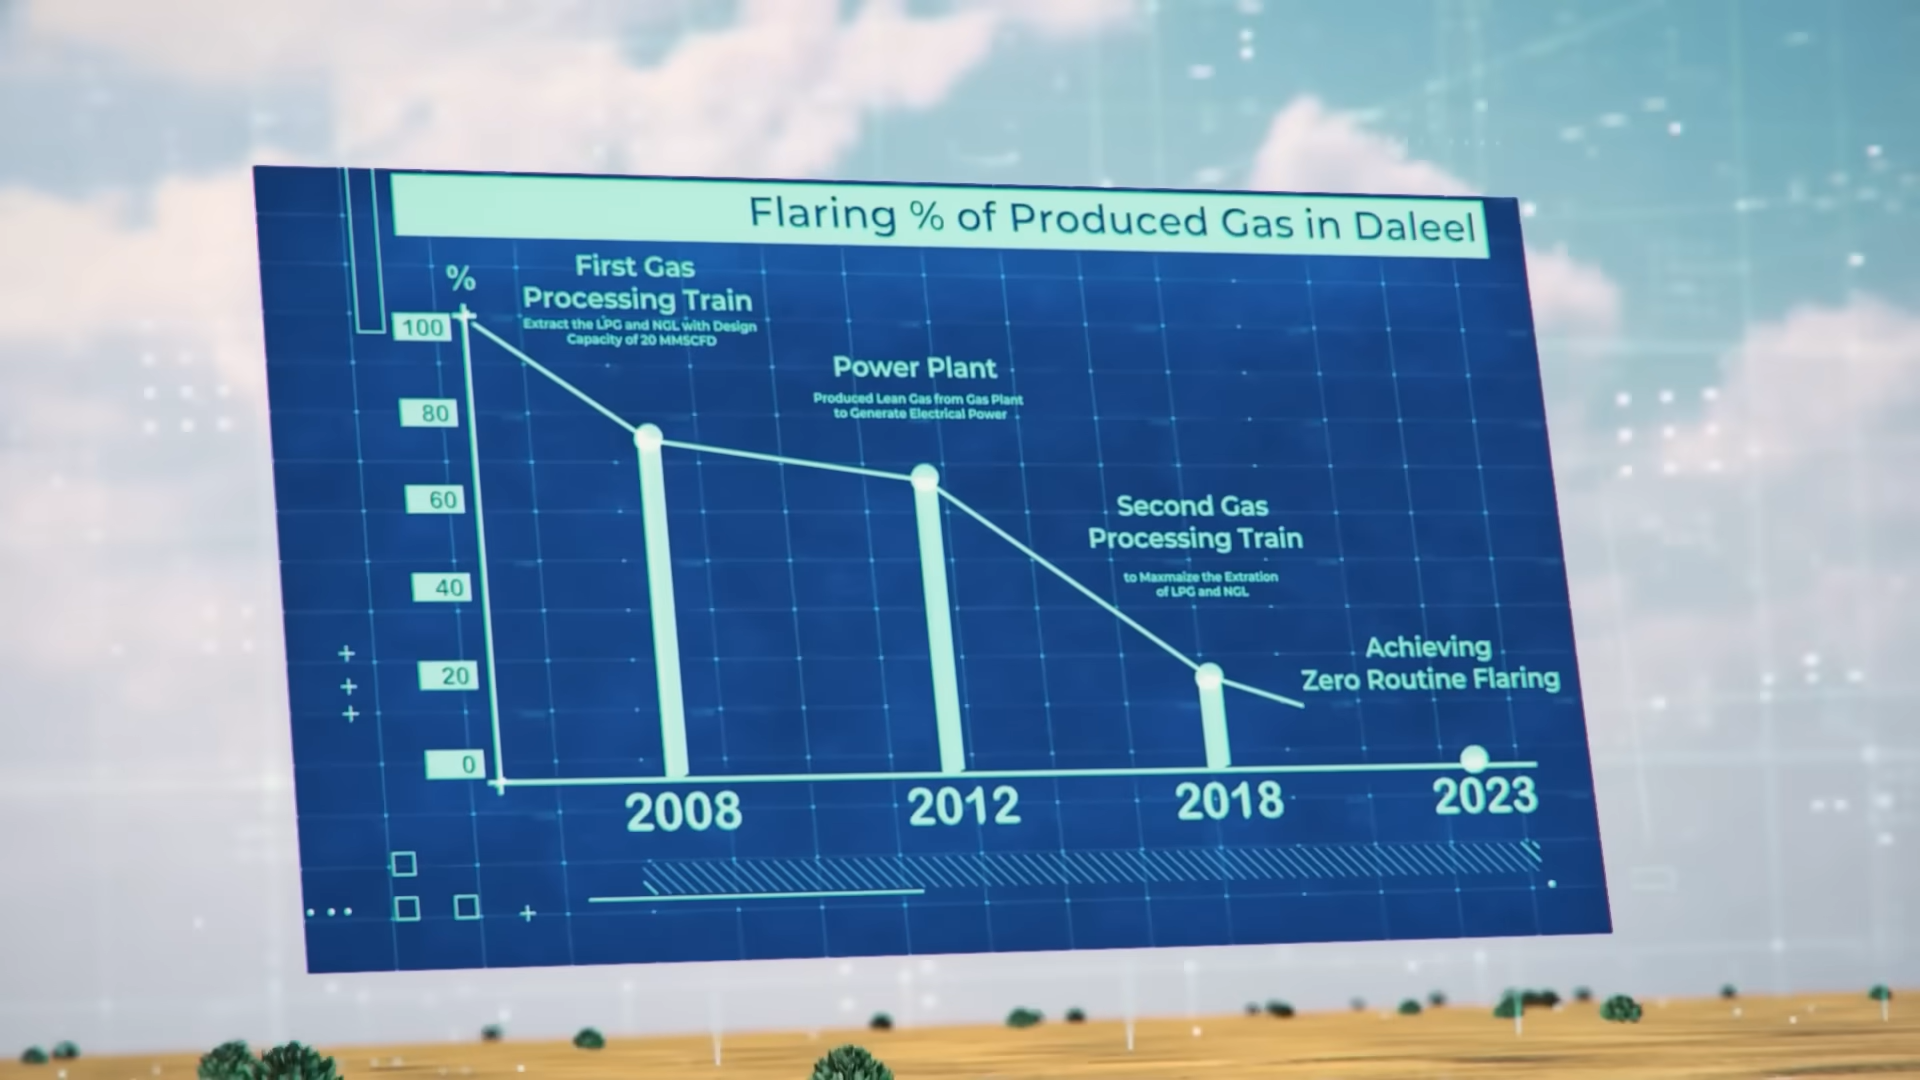 Flaring % of Produced Gas in Daleel
%
First Gas
Processing Train
Extract the LPG and NGL with Design
Capacity of 20 MMSCFD
Power Plant
Produced Lean Gas from Gas Plant
to Generate Electrical Power
Second Gas
Processing Train
to Maxmaize the Extration
of LPG and NGL
Achieving
Zero Routine Flaring
100
80
60
40
20
0
2008
2012
2018
2023